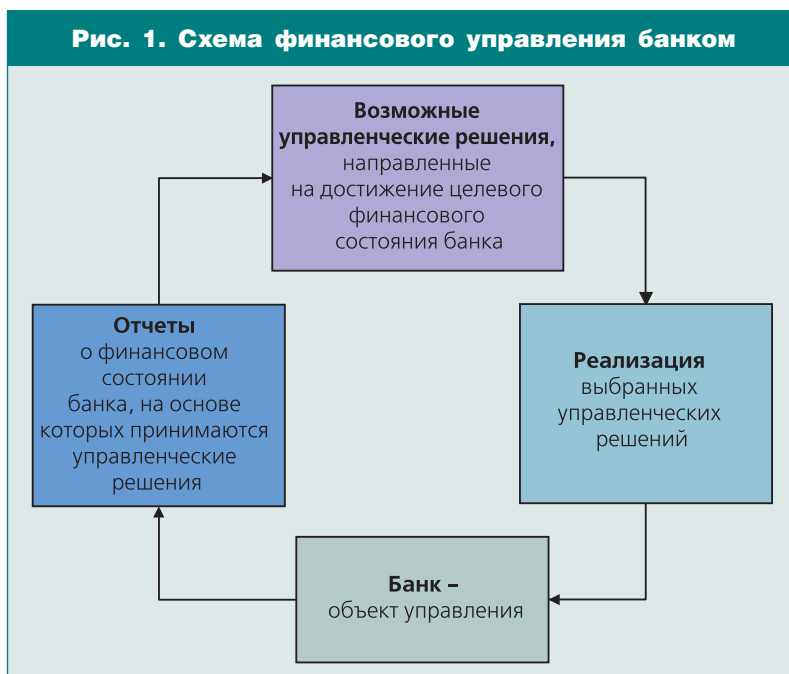 Рис. 1. Схема финансового управления банком
Возможные
управленческие решения,
направленные
на достижение целевого
финансового
состояния банка
Отчеты
о финансовом
состоянии
банка, на основе
которых принимаются
управленческие
решения
Реализация
выбранных
управленческих
решений
Банк –
объект управления